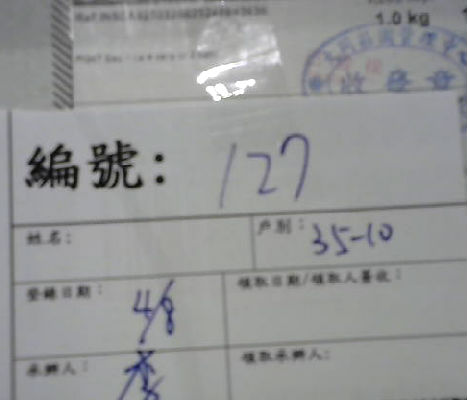 1.0 kg
編號: 127
姓名:
戶別: 35-10
登錄日期: 4/8
領取日期/領取人簽收:
承辦人:
領取承辦人: